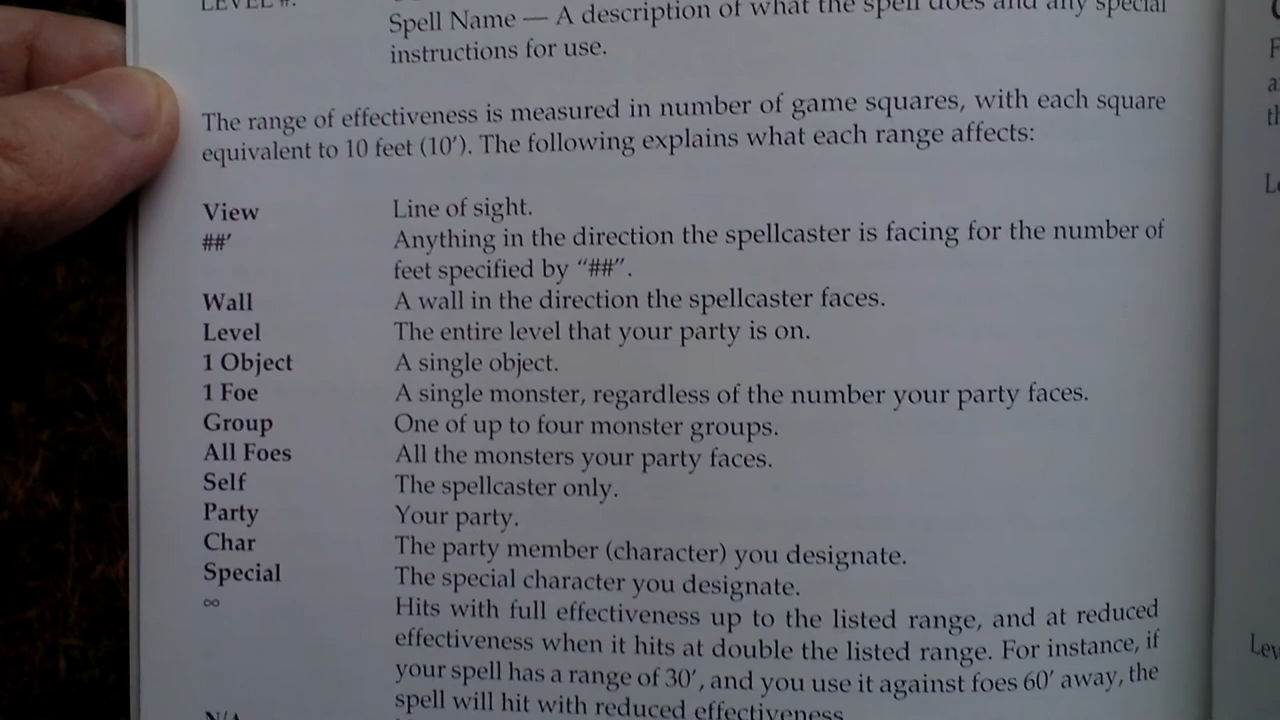 LEVEL #:
Spell Name — A description of what the spell does and any special
instructions for use.
The range of effectiveness is measured in number of game squares, with each square
equivalent to 10 feet (10′). The following explains what each range affects:
View Line of sight.
##′ Anything in the direction the spellcaster is facing for the number of
feet specified by “##”.
Wall A wall in the direction the spellcaster faces.
Level The entire level that your party is on.
1 Object A single object.
1 Foe A single monster, regardless of the number your party faces.
Group One of up to four monster groups.
All Foes All the monsters your party faces.
Self The spellcaster only.
Party Your party.
Char The party member (character) you designate.
Special The special character you designate.
∞ Hits with full effectiveness up to the listed range, and at reduced
effectiveness when it hits at double the listed range. For instance, if
your spell has a range of 30′, and you use it against foes 60′ away, the
spell will hit with reduced effectiveness.
N/A